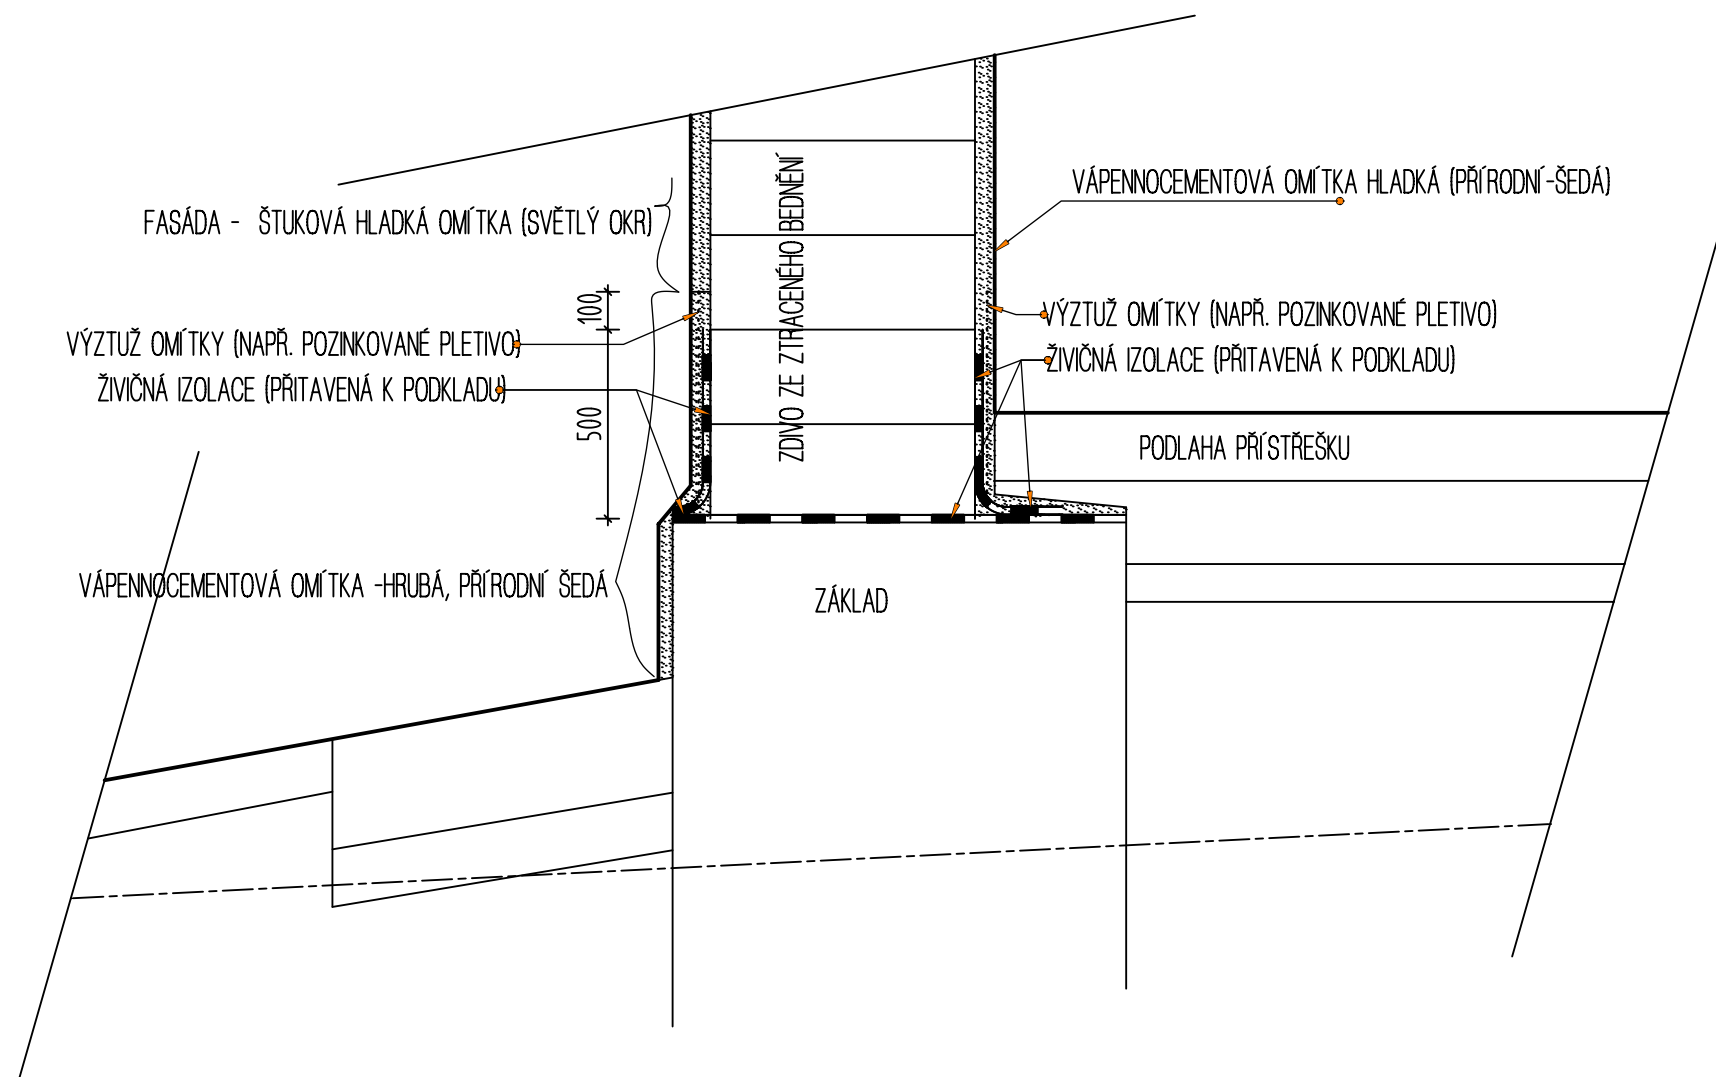 VÁPENNOCEMENTOVÁ OMÍTKA HLADKÁ (PŘÍRODNÍ-ŠEDÁ)
FASÁDA - ŠTUKOVÁ HLADKÁ OMÍTKA (SVĚTLÝ OKR)
ZDIVO ZE ZTRACENÉHO BEDNĚNÍ
100
VÝZTUŽ OMÍTKY (NAPŘ. POZINKOVANÉ PLETIVO)
VÝZTUŽ OMÍTKY (NAPŘ. POZINKOVANÉ PLETIVO)
ŽIVIČNÁ IZOLACE (PŘITAVENÁ K PODKLADU)
ŽIVIČNÁ IZOLACE (PŘITAVENÁ K PODKLADU)
500
PODLAHA PŘÍSTŘEŠKU
VÁPENNOCEMENTOVÁ OMÍTKA -HRUBÁ, PŘÍRODNÍ ŠEDÁ
ZÁKLAD